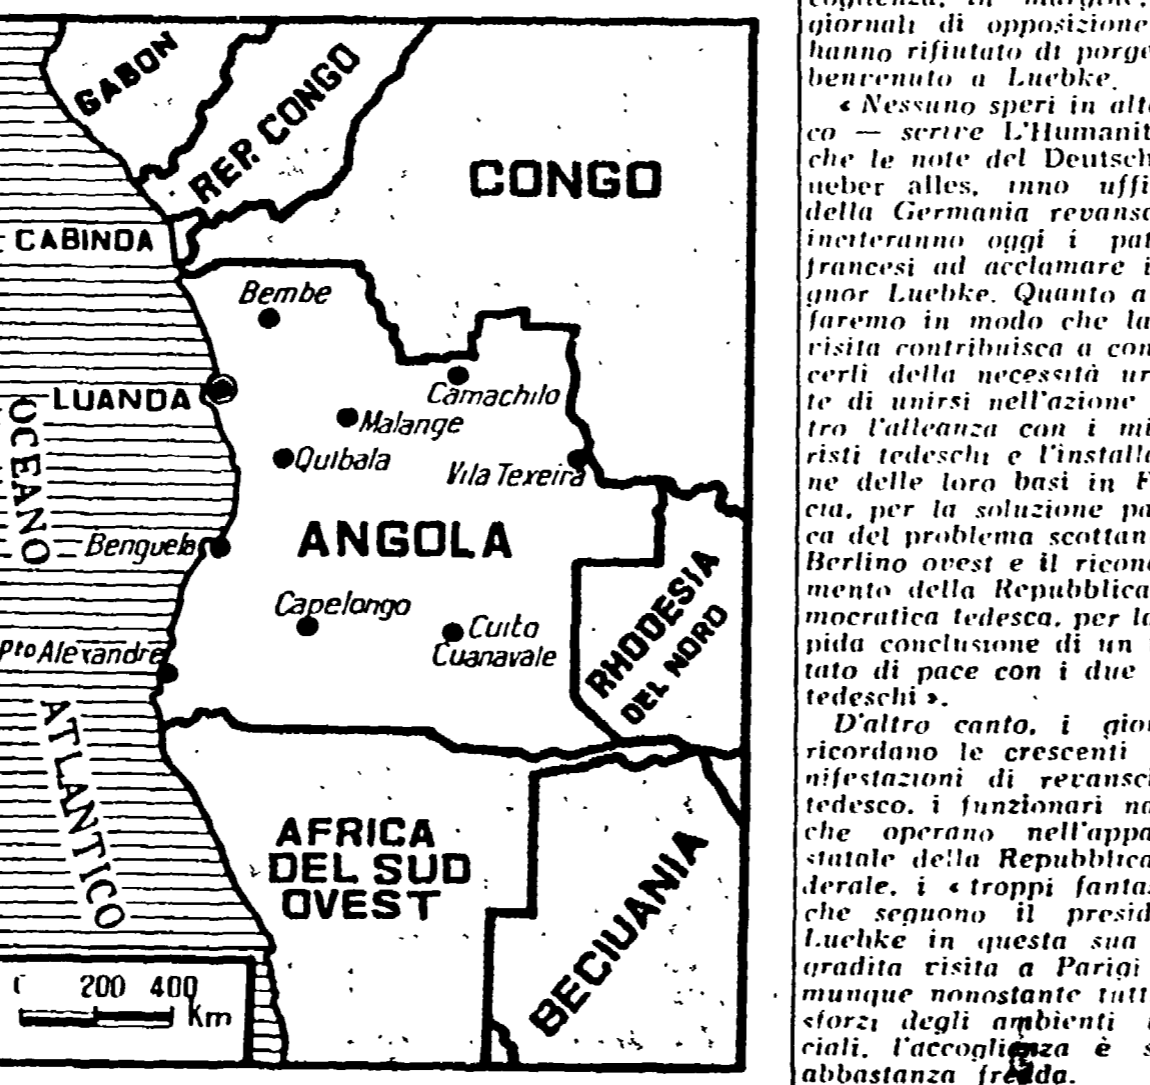 GABON
REP. CONGO
CONGO
CABINDA
Bembe
LUANDA
Camachilo
Malange
Quibala
Vila Texeira
OCEANO
ATLANTICO
Benguela
ANGOLA
Capelongo
Cuito
Cuanavale
Pto Alexandre
RHODESIA
DEL NORD
AFRICA
DEL SUD
OVEST
BECIUANIA
200 400
Km
giornali di opposizione
hanno rifiutato di porge
benvenuto a Luebke.
« Nessuno speri in alto
co — scrive L'Humanit
che le note del Deutsch
ueber alles, inno uffi
della Germania revansc
inciteranno oggi i pat
francesi ad acclamare i
gnor Luebke. Quanto a
faremo in modo che la
visita contribuisca a con
cerli della necessità ur
te di unirsi nell'azione
tro l'alleanza con i mi
risti tedeschi e l'installa
ne delle loro basi in F
cia, per la soluzione pa
ca del problema scottan
Berlino ovest e il ricono
mento della Repubblica
mocratica tedesca, per la
pida conclusione di un
tato di pace con i due
tedeschi ».
D'altro canto, i gior
ricordano le crescenti
nifestazioni di revansci
tedesco, i funzionari na
che operano nell'appa
statale della Repubblica
derale, i « troppi fantas
che seguono il presid
Luebke in questa sua
gradita visita a Parigi
munque nonostante tutt
sforzi degli ambienti
ciali, l'accoglienza è s
abbastanza fredda.